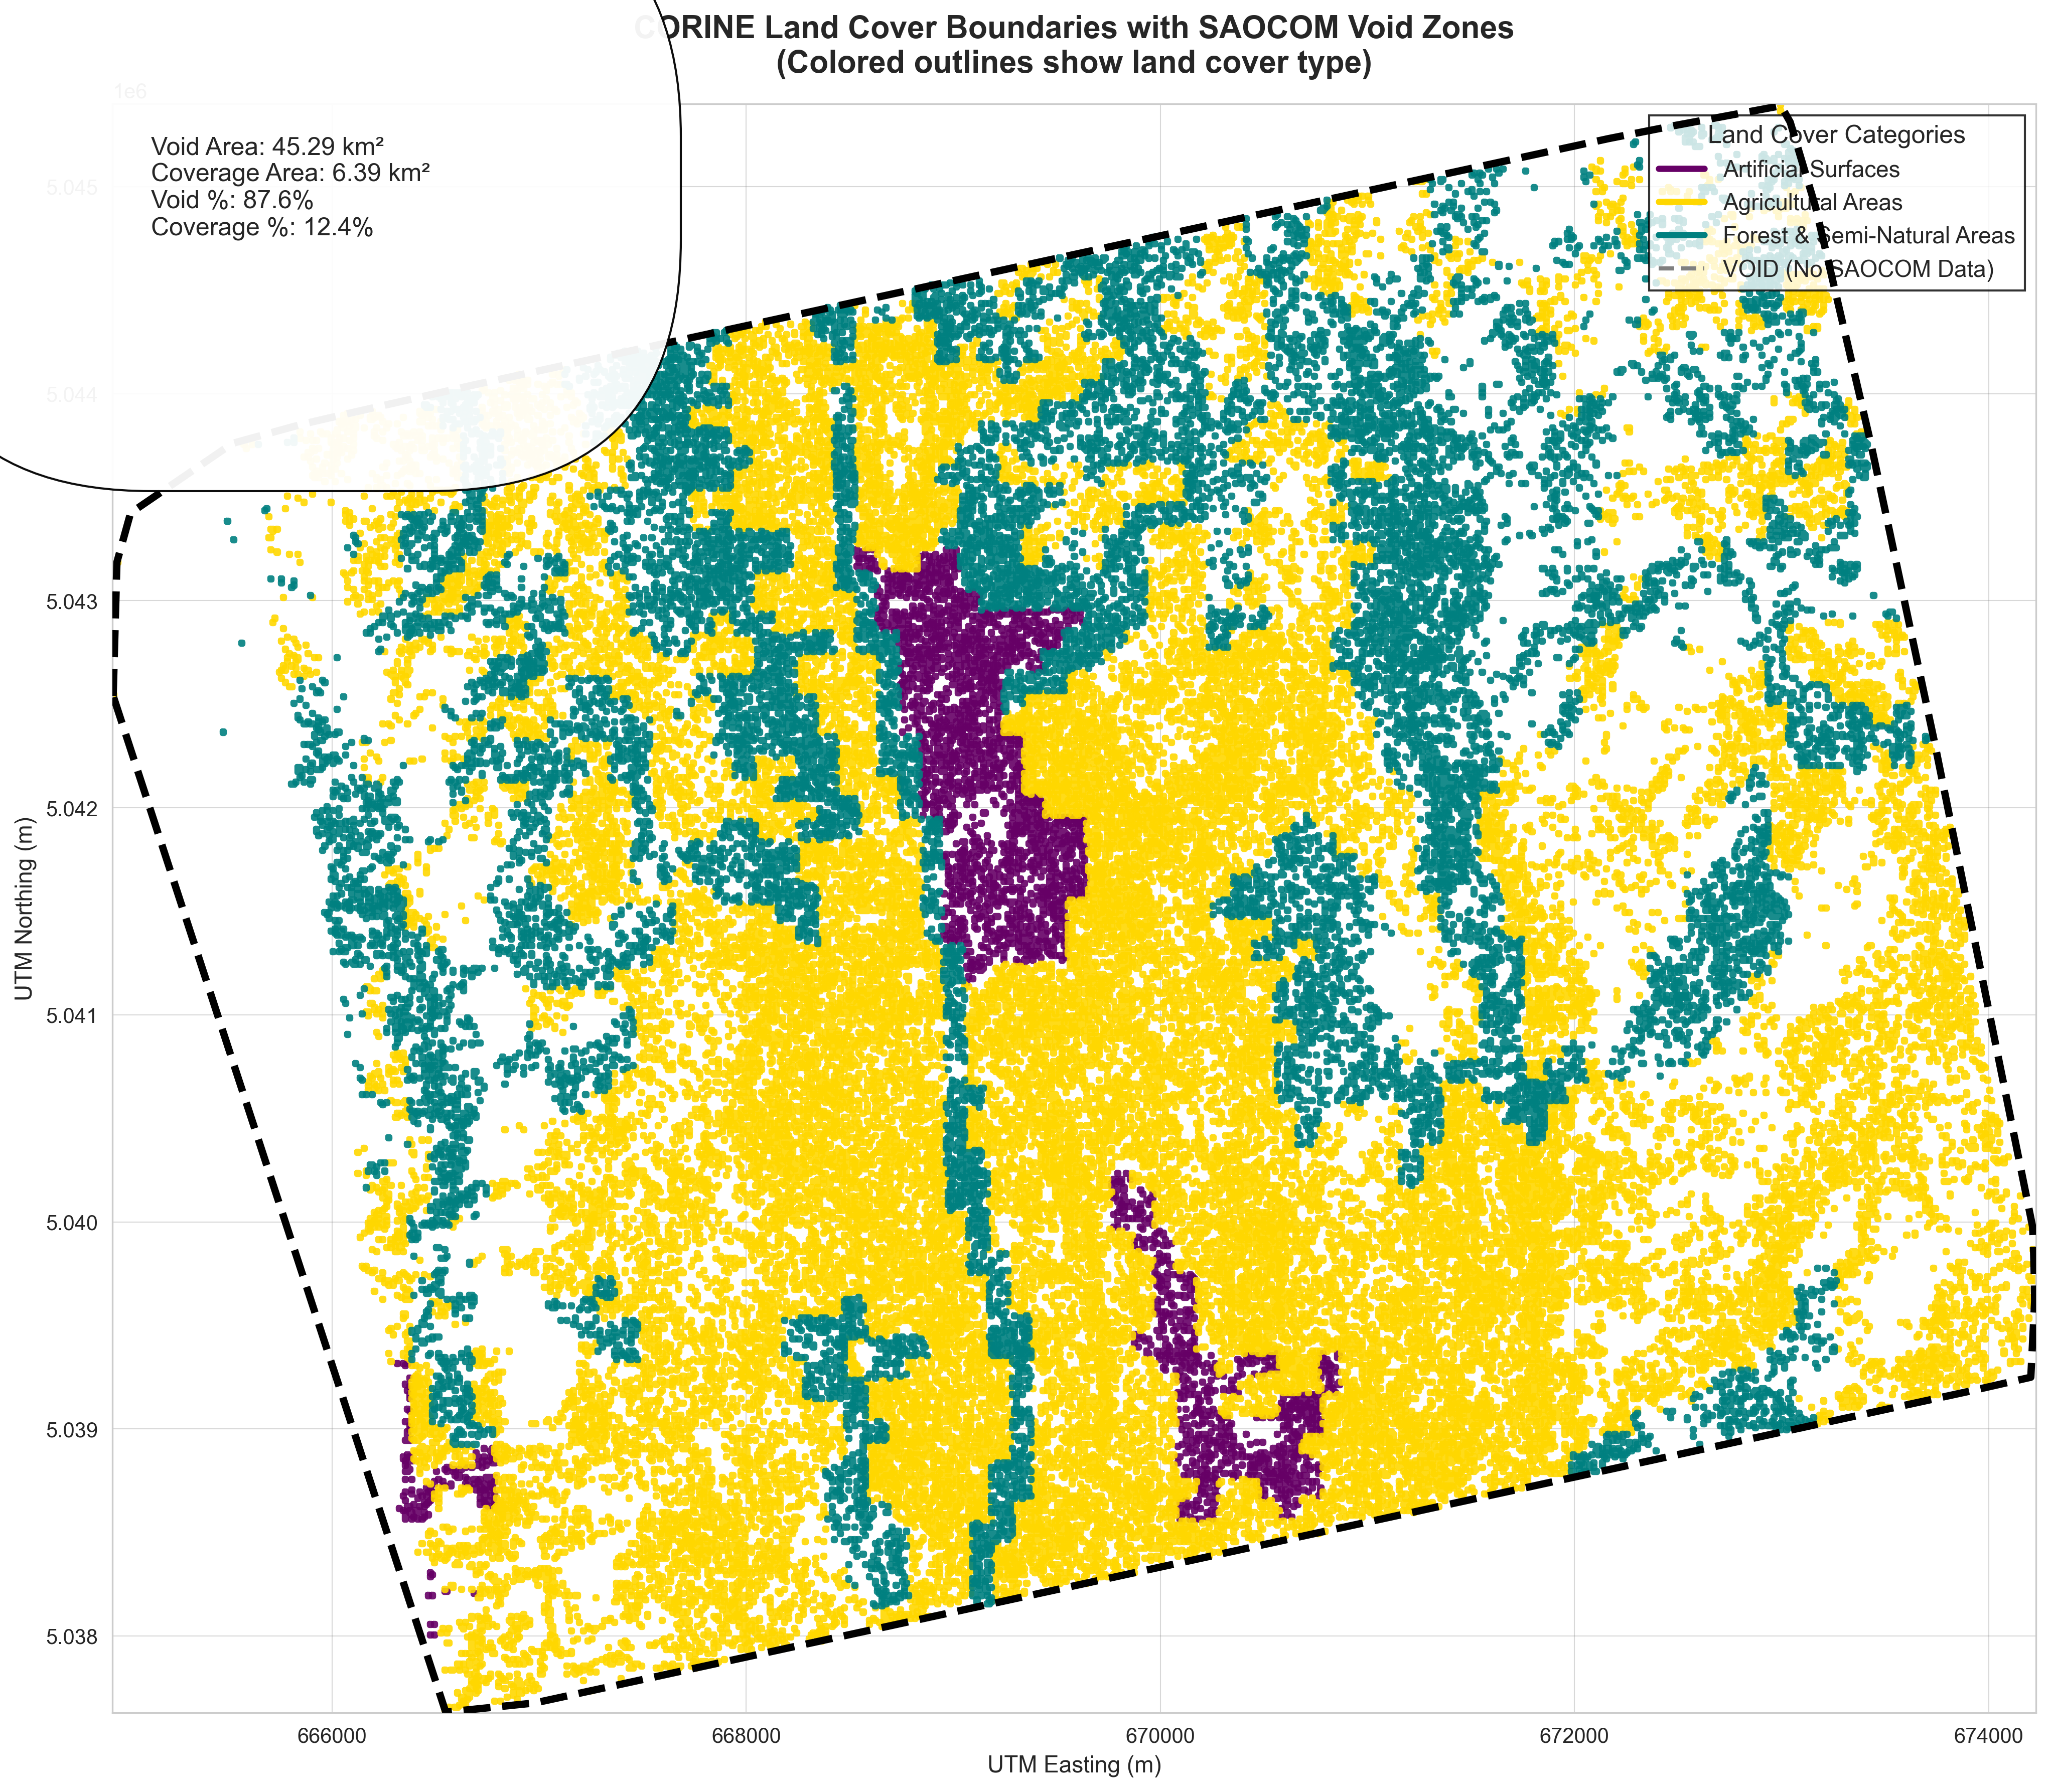 CORINE Land Cover Boundaries with SAOCOM Void Zones
(Colored outlines show land cover type)
1e6
Void Area: 45.29 km²
Coverage Area: 6.39 km²
Void %: 87.6%
Coverage %: 12.4%
Land Cover Categories
Artificial Surfaces
Agricultural Areas
Forest & Semi-Natural Areas
VOID (No SAOCOM Data)
UTM Northing (m)
5.045
5.044
5.043
5.042
5.041
5.040
5.039
5.038
666000
668000
670000
672000
674000
UTM Easting (m)